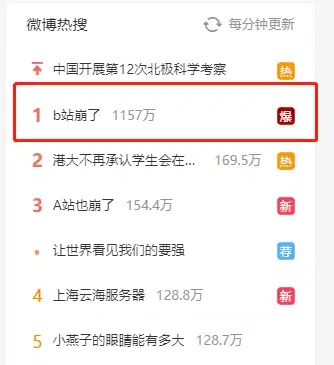 微博热搜 每分钟更新
中国开展第12次北极科学考察 热
1 b站崩了 1157万 爆
2 港大不再承认学生会在... 169.5万 热
3 A站也崩了 154.4万 新
让世界看见我们的要强 荐
4 上海云海服务器 128.8万 新
5 小燕子的眼睛能有多大 128.7万